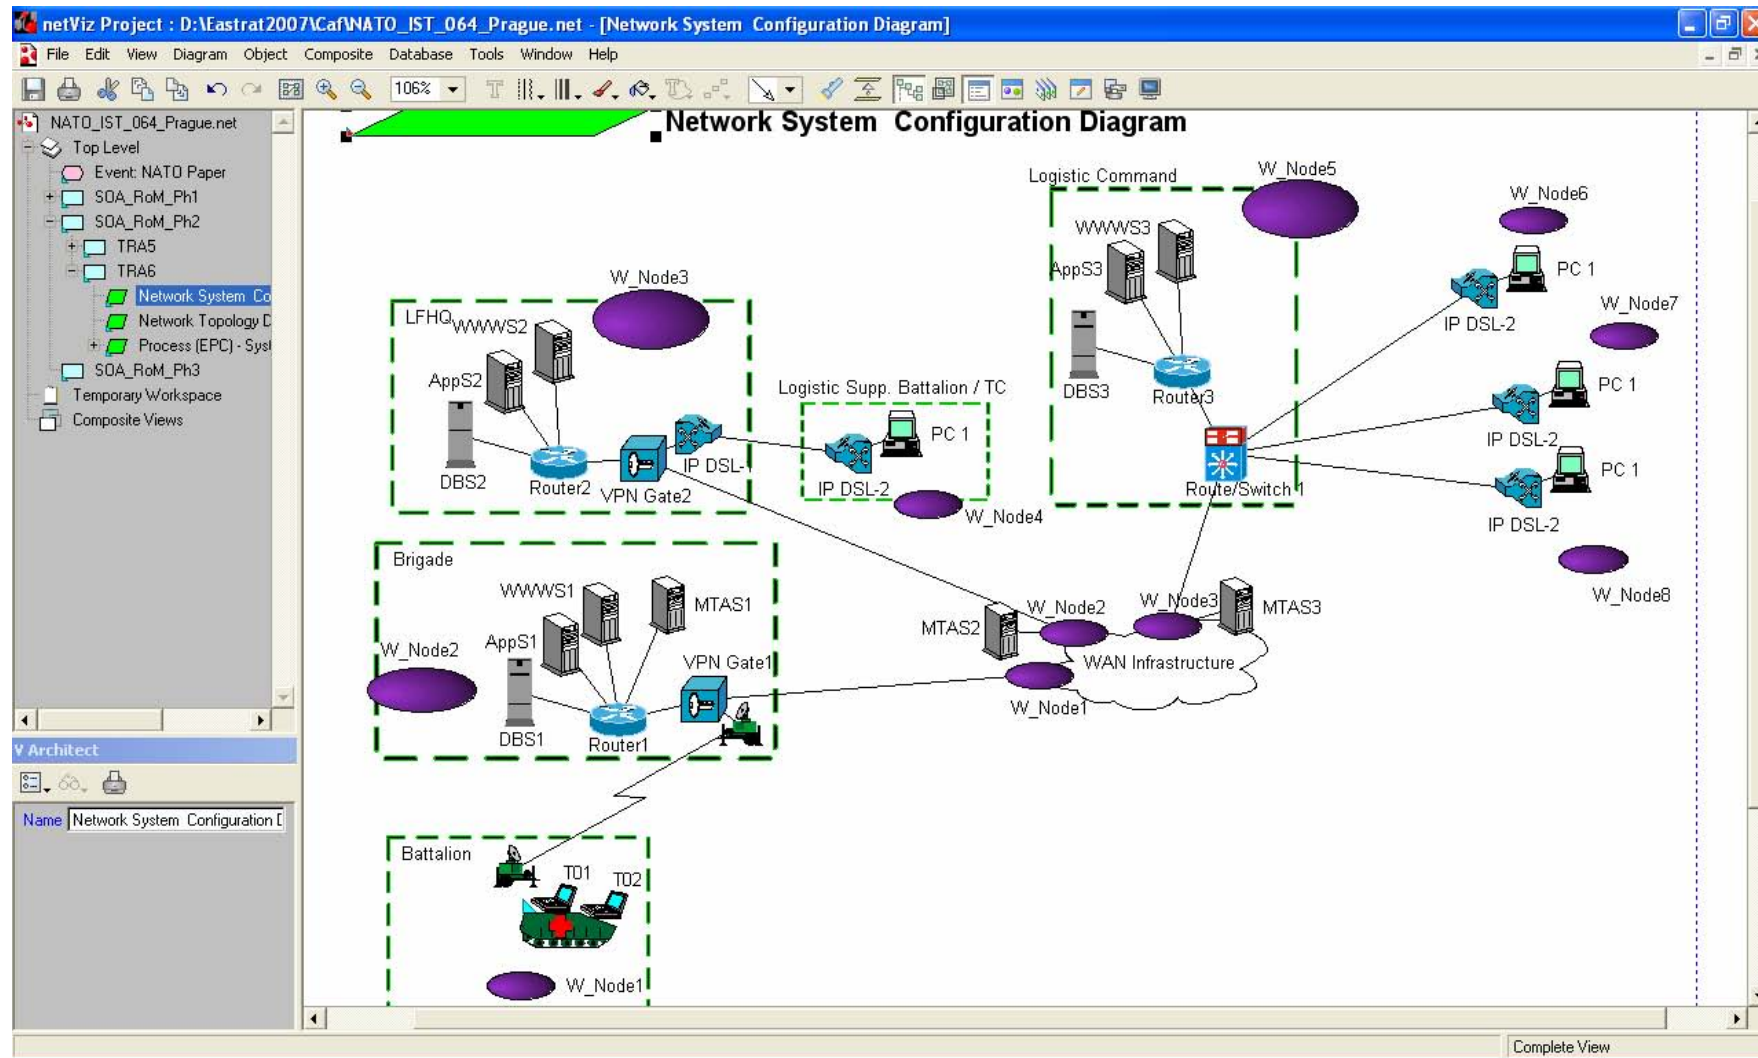 netViz Project : D:\Eastrat2007\Caf\NATO_IST_064_Prague.net - [Network System Configuration Diagram]
File Edit View Diagram Object Composite Database Tools Window Help
106%
NATO_IST_064_Prague.net
Top Level
Event: NATO Paper
SOA_RoM_Ph1
SOA_RoM_Ph2
TRA5
TRA6
Network System Co
Network Topology D
Process (EPC) - Syst
SOA_RoM_Ph3
Temporary Workspace
Composite Views
V Architect
Name Network System Configuration D
Network System Configuration Diagram
Logistic Command
W_Node5
WWWS3
AppS3
DBS3
Router3
Route/Switch 1
W_Node6
PC 1
IP DSL-2
W_Node7
PC 1
IP DSL-2
PC 1
IP DSL-2
W_Node8
W_Node3
LFHQ
WWWS2
AppS2
DBS2
Router2
VPN Gate2
IP DSL-1
Logistic Supp. Battalion / TC
PC 1
IP DSL-2
W_Node4
Brigade
WWWS1
MTAS1
AppS1
W_Node2
VPN Gate1
DBS1
Router1
MTAS2
W_Node2
W_Node3
MTAS3
WAN Infrastructure
W_Node1
Battalion
T01
T02
W_Node1
Complete View